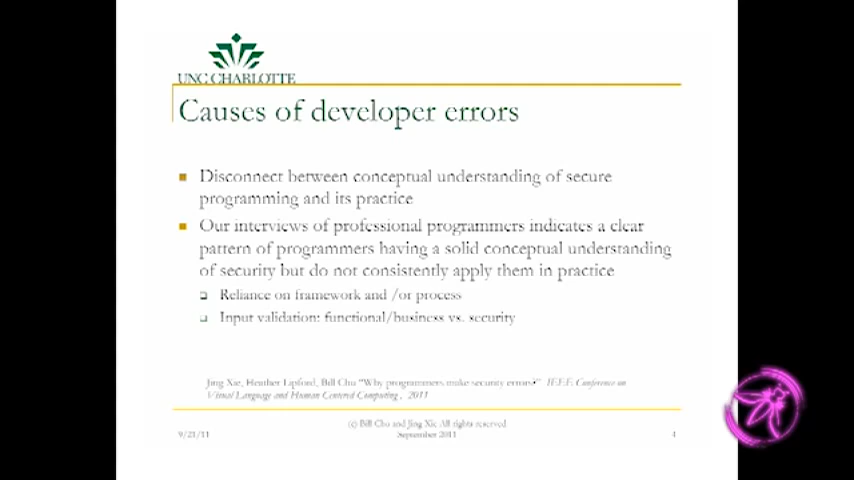 UNC CHARLOTTE
Causes of developer errors
Disconnect between conceptual understanding of secure
programming and its practice
Our interviews of professional programmers indicates a clear
pattern of programmers having a solid conceptual understanding
of security but do not consistently apply them in practice
Reliance on framework and /or process
Input validation: functional/business vs. security
Jing Xie, Heather Lipford, Bill Chu "Why programmers make security errors?" IEEE Conference on
Visual Language and Human Centered Computing , 2011
(c) Bill Chu and Jing Xie All rights reserved
9/21/11 September 2011 4